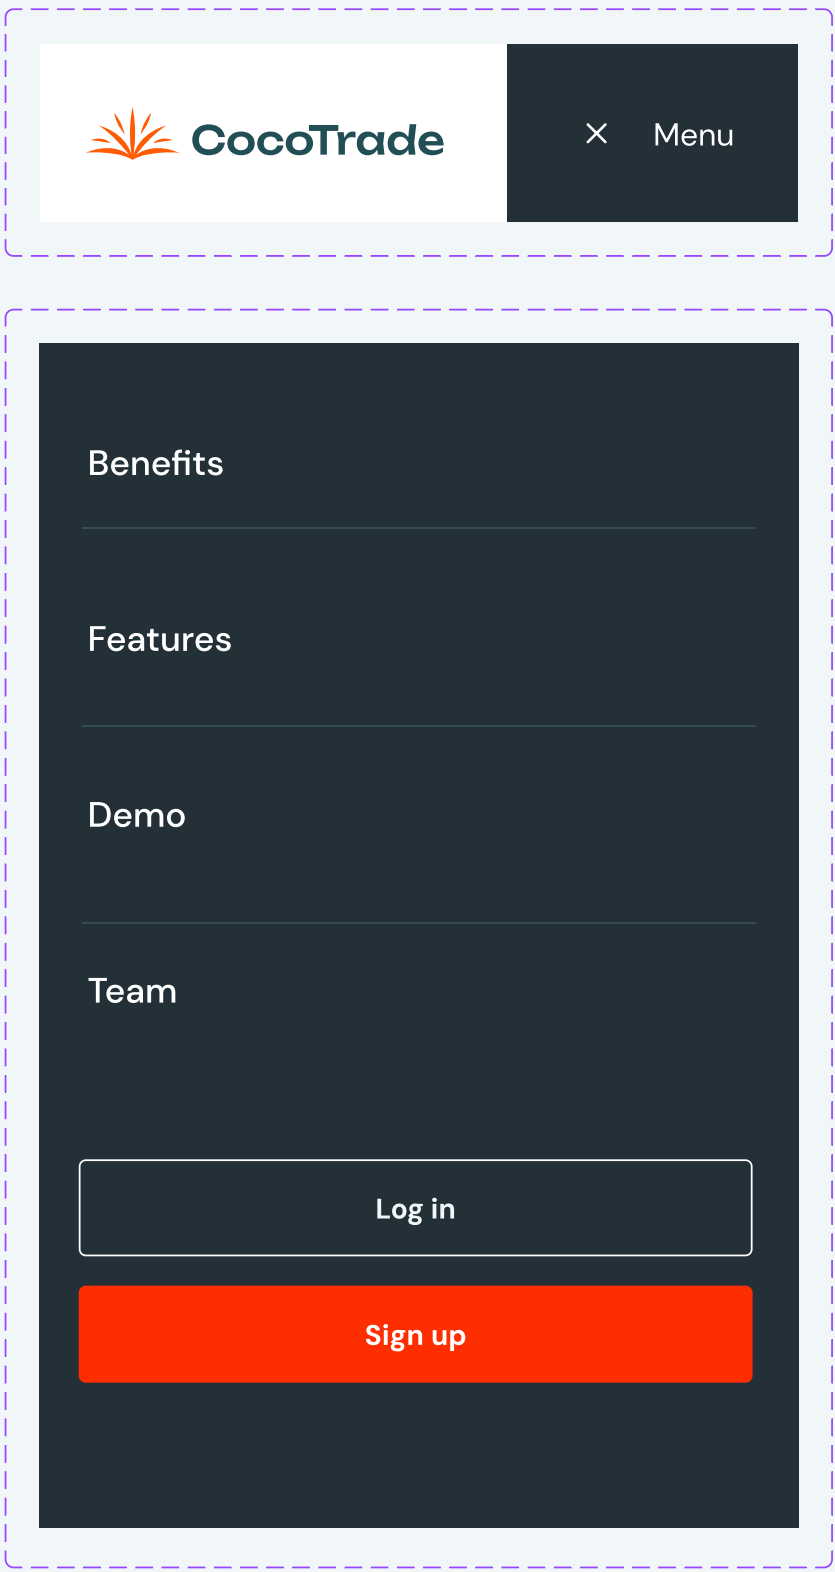 CocoTrade
Menu
Benefits
Features
Demo
Team
Log in
Sign up